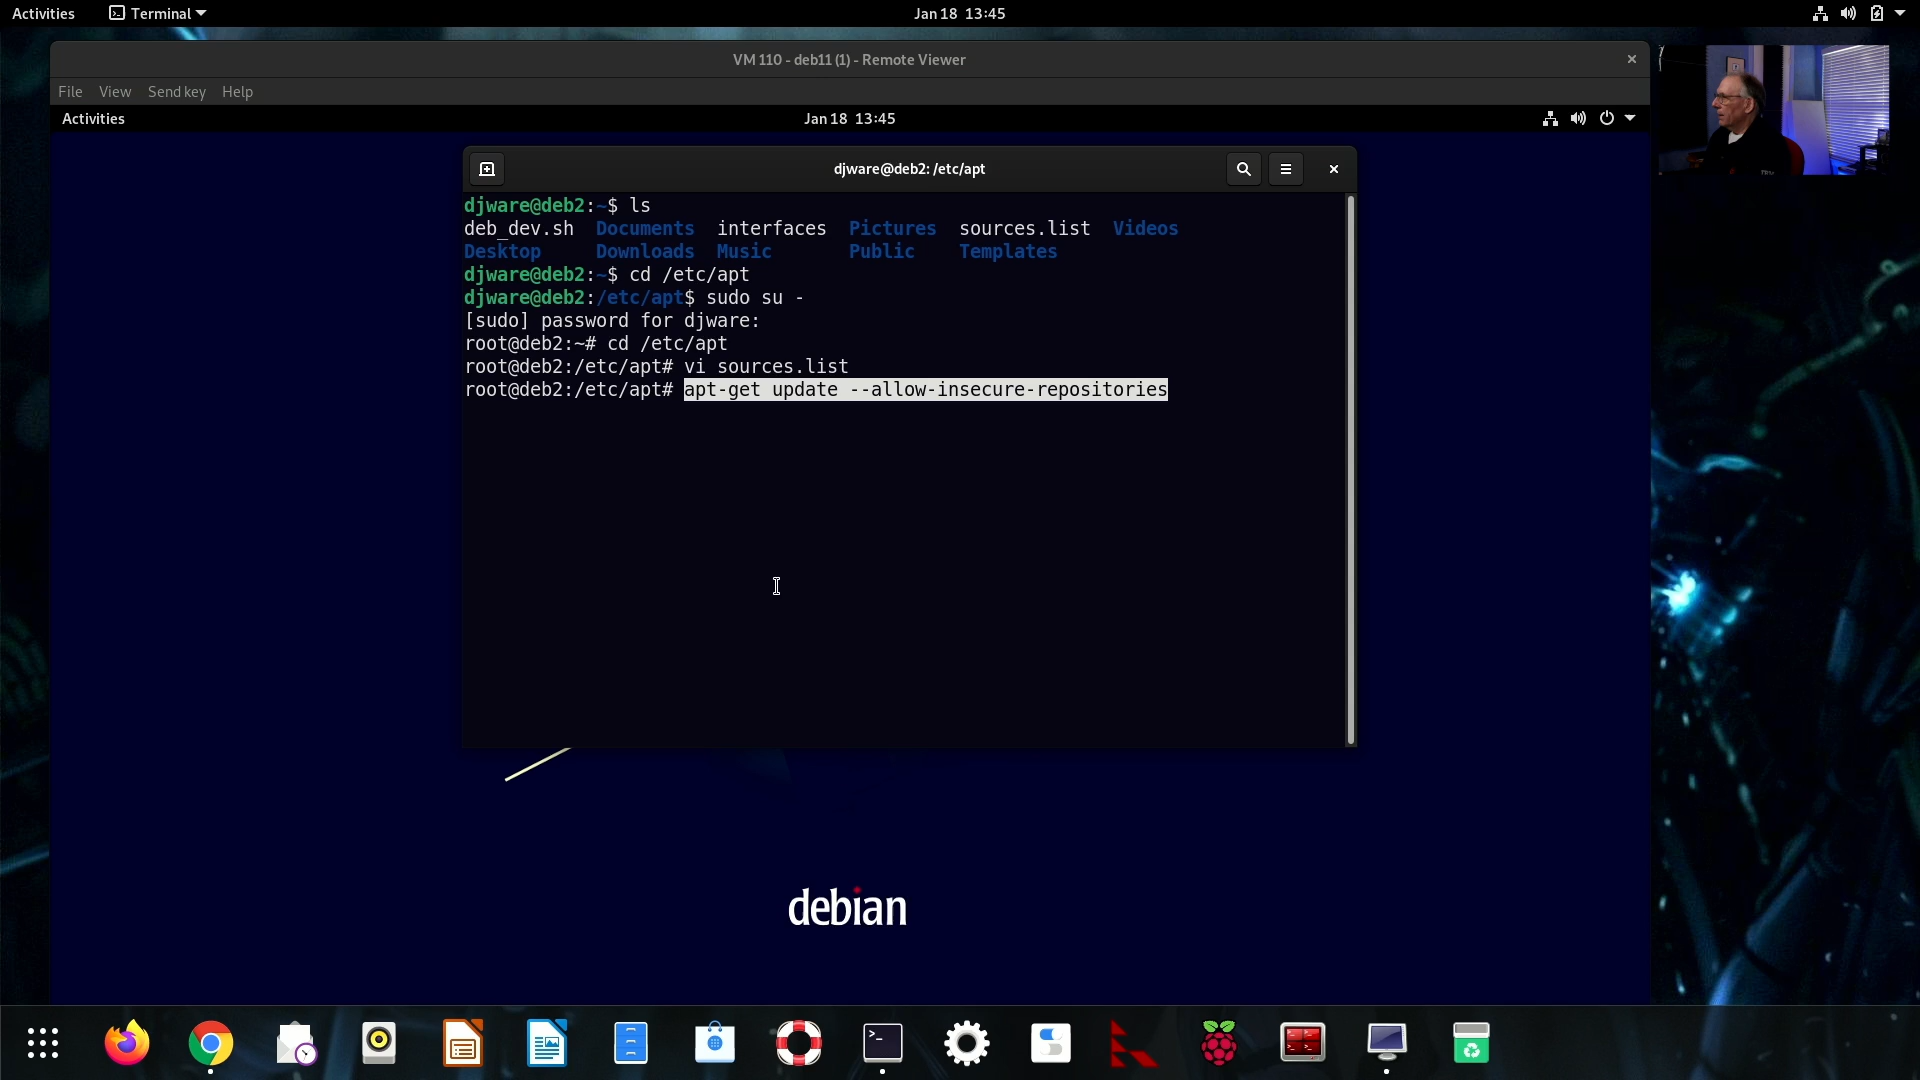 Activities Terminal Jan 18 13:45
VM 110 - deb11 (1) - Remote Viewer
File View Send key Help
Activities Jan 18 13:45
djware@deb2: /etc/apt
djware@deb2:~$ ls
deb_dev.sh Documents interfaces Pictures sources.list Videos
Desktop Downloads Music Public Templates
djware@deb2:~$ cd /etc/apt
djware@deb2:/etc/apt$ sudo su -
[sudo] password for djware:
root@deb2:~# cd /etc/apt
root@deb2:/etc/apt# vi sources.list
root@deb2:/etc/apt# apt-get update --allow-insecure-repositories
debian